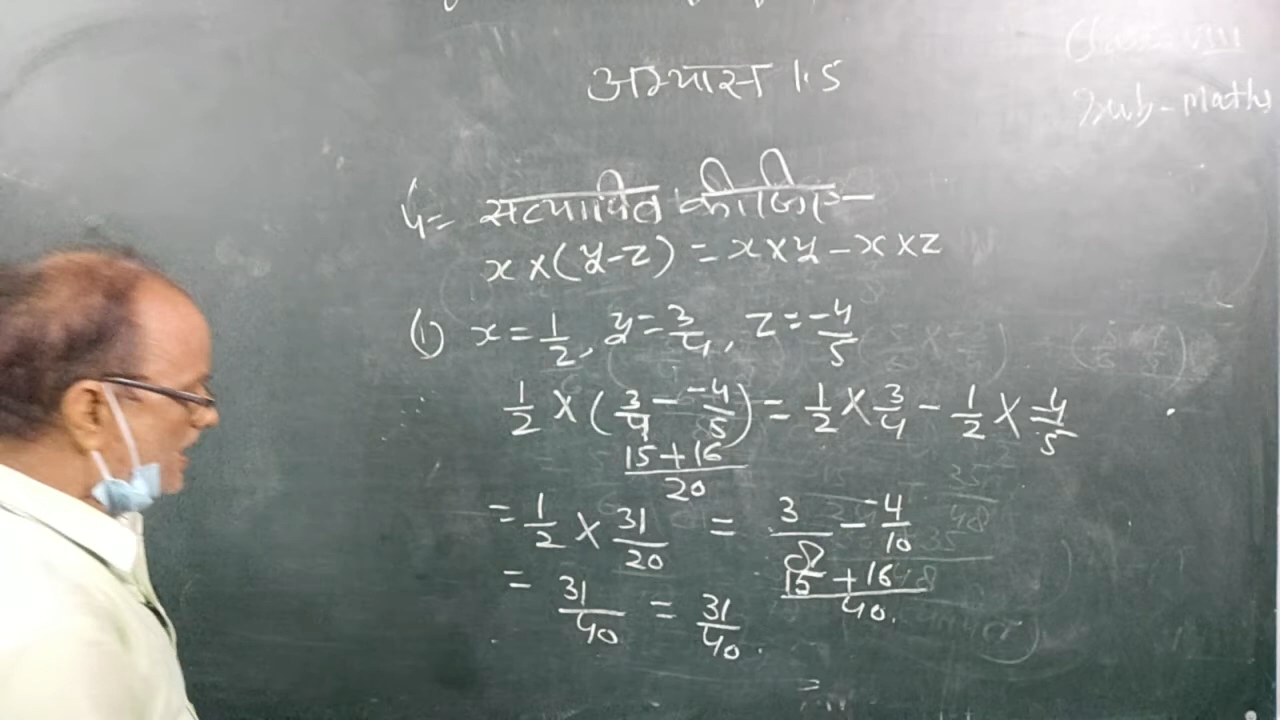 Class-VIII
Sub-Maths
अभ्यास 1.5
5= सत्यापित कीजिए-
x×(y-z)=x×y-x×z
(1) x=1/2, y=3/4, z=-4/5
1/2×(3/4--4/5)=1/2×3/4-1/2×-4/5
15+16/20
=1/2×31/20 = 3/8--4/10
15+16/40.
=31/40=31/40.
=